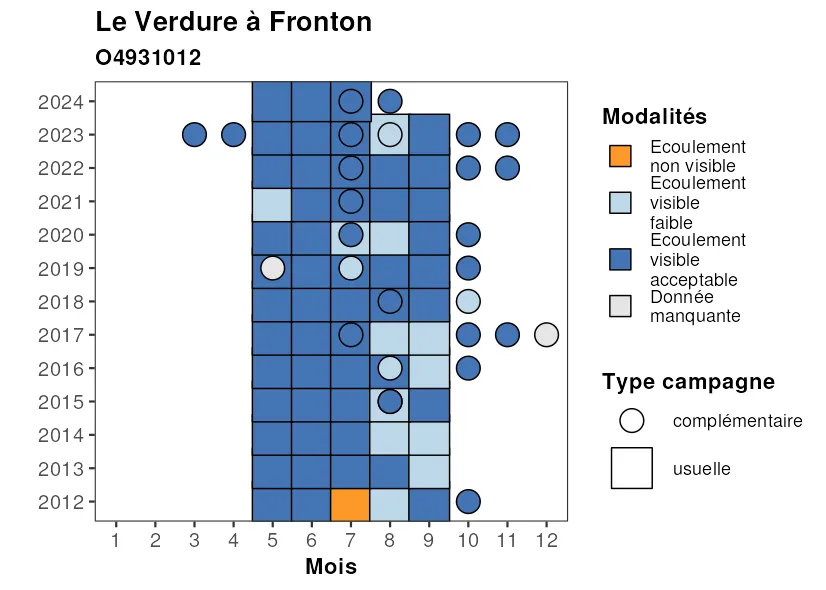 Le Verdure à Fronton
O4931012
2024
2023
2022
2021
2020
2019
2018
2017
2016
2015
2014
2013
2012
1 2 3 4 5 6 7 8 9 10 11 12
Mois
Modalités
Ecoulement
non visible
Ecoulement
visible
faible
Ecoulement
visible
acceptable
Donnée
manquante
Type campagne
complémentaire
usuelle